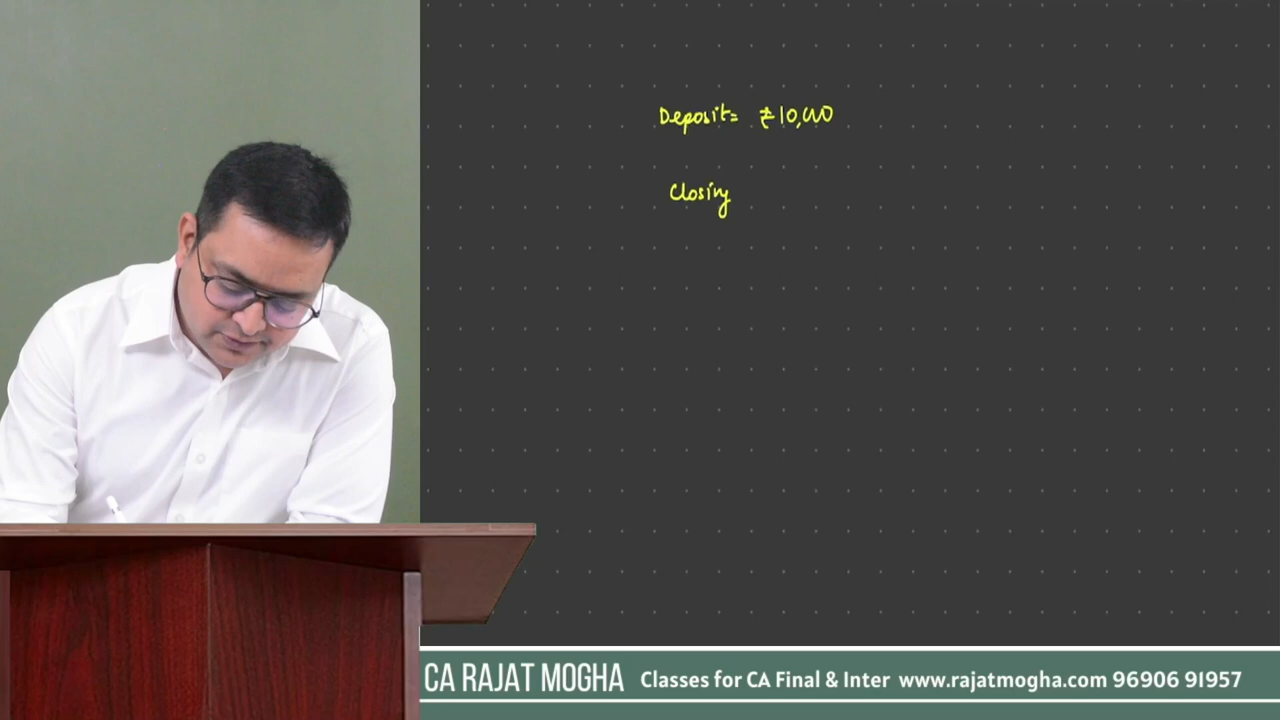 Deposit = ₹10,000
Closing
CA RAJAT MOGHA Classes for CA Final & Inter www.rajatmogha.com 96906 91957